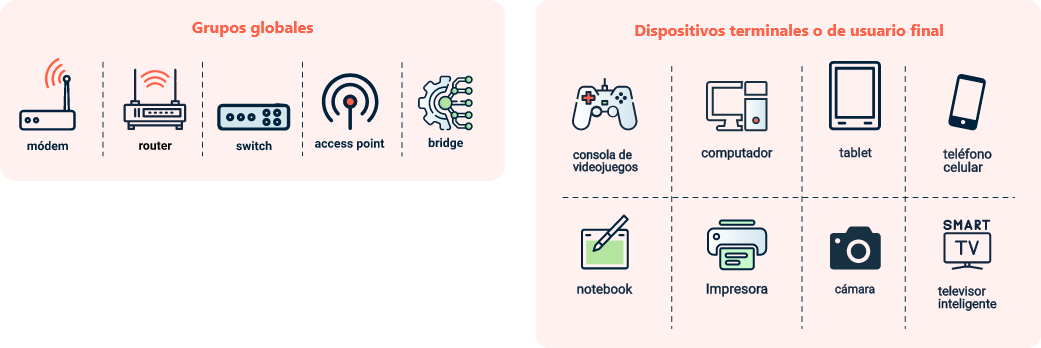 Grupos globales
módem
router
switch
access point
bridge
Dispositivos terminales o de usuario final
consola de
videojuegos
computador
tablet
teléfono
celular
notebook
Impresora
cámara
SMART
TV
televisor
inteligente